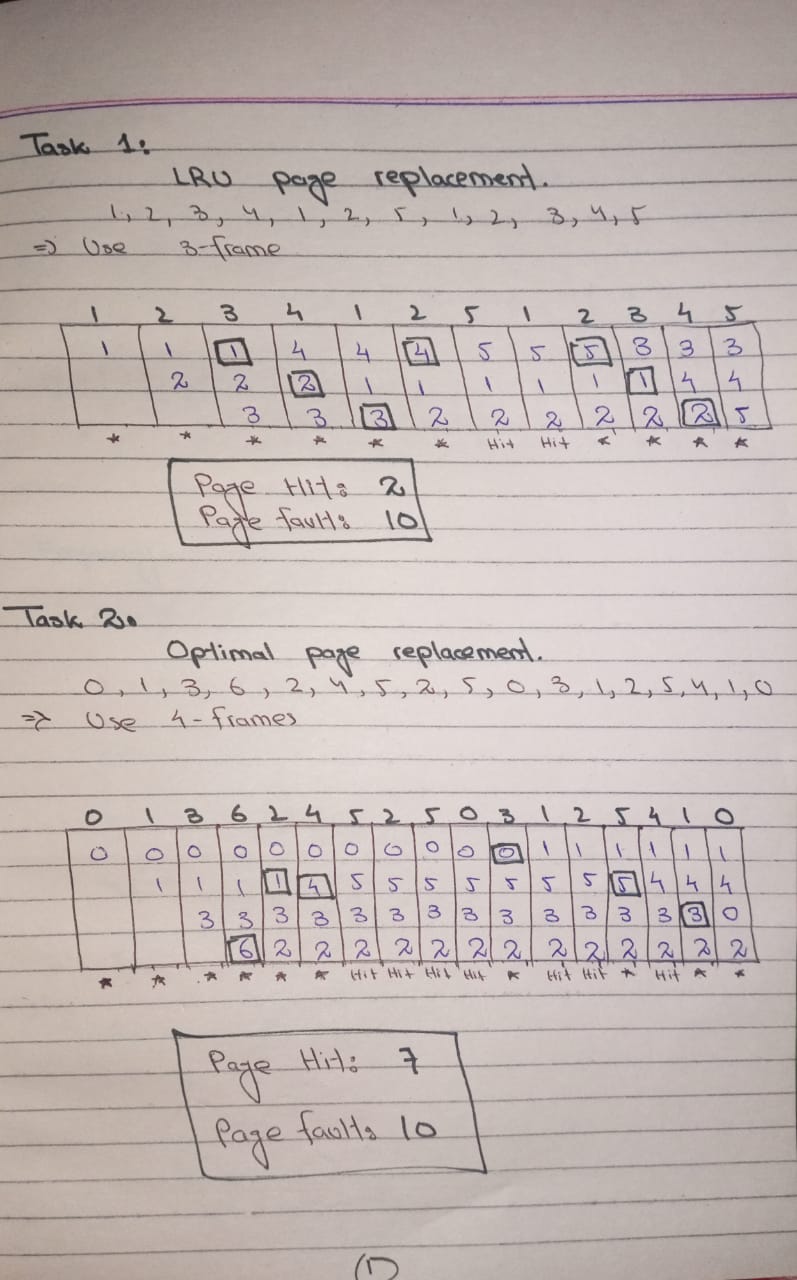 Task 1:
LRU page replacement.
1, 2, 3, 4, 1, 2, 5, 1, 2, 3, 4, 5
=> Use 3-frame
1 2 3 4 1 2 5 1 2 3 4 5
1 1 1 4 4 4 5 5 5 3 3 3
2 2 2 1 1 1 1 1 1 4 4
3 3 3 2 2 2 2 2 2 5
* * * * * * Hit Hit * * * *
Page Hit: 2
Page fault: 10
Task 2.
Optimal page replacement.
0, 1, 3, 6, 2, 4, 5, 2, 5, 0, 3, 1, 2, 5, 4, 1, 0
=> Use 4-frames
0 1 3 6 2 4 5 2 5 0 3 1 2 5 4 1 0
0 0 0 0 0 0 0 0 0 0 0 1 1 1 1 1 1
1 1 1 1 4 5 5 5 5 5 5 5 5 4 4 4
3 3 3 3 3 3 3 3 3 3 3 3 3 3 0
6 2 2 2 2 2 2 2 2 2 2 2 2 2
* * * * * * Hit Hit Hit Hit * Hit Hit * Hit * *
Page Hit: 7
Page fault: 10
(1)